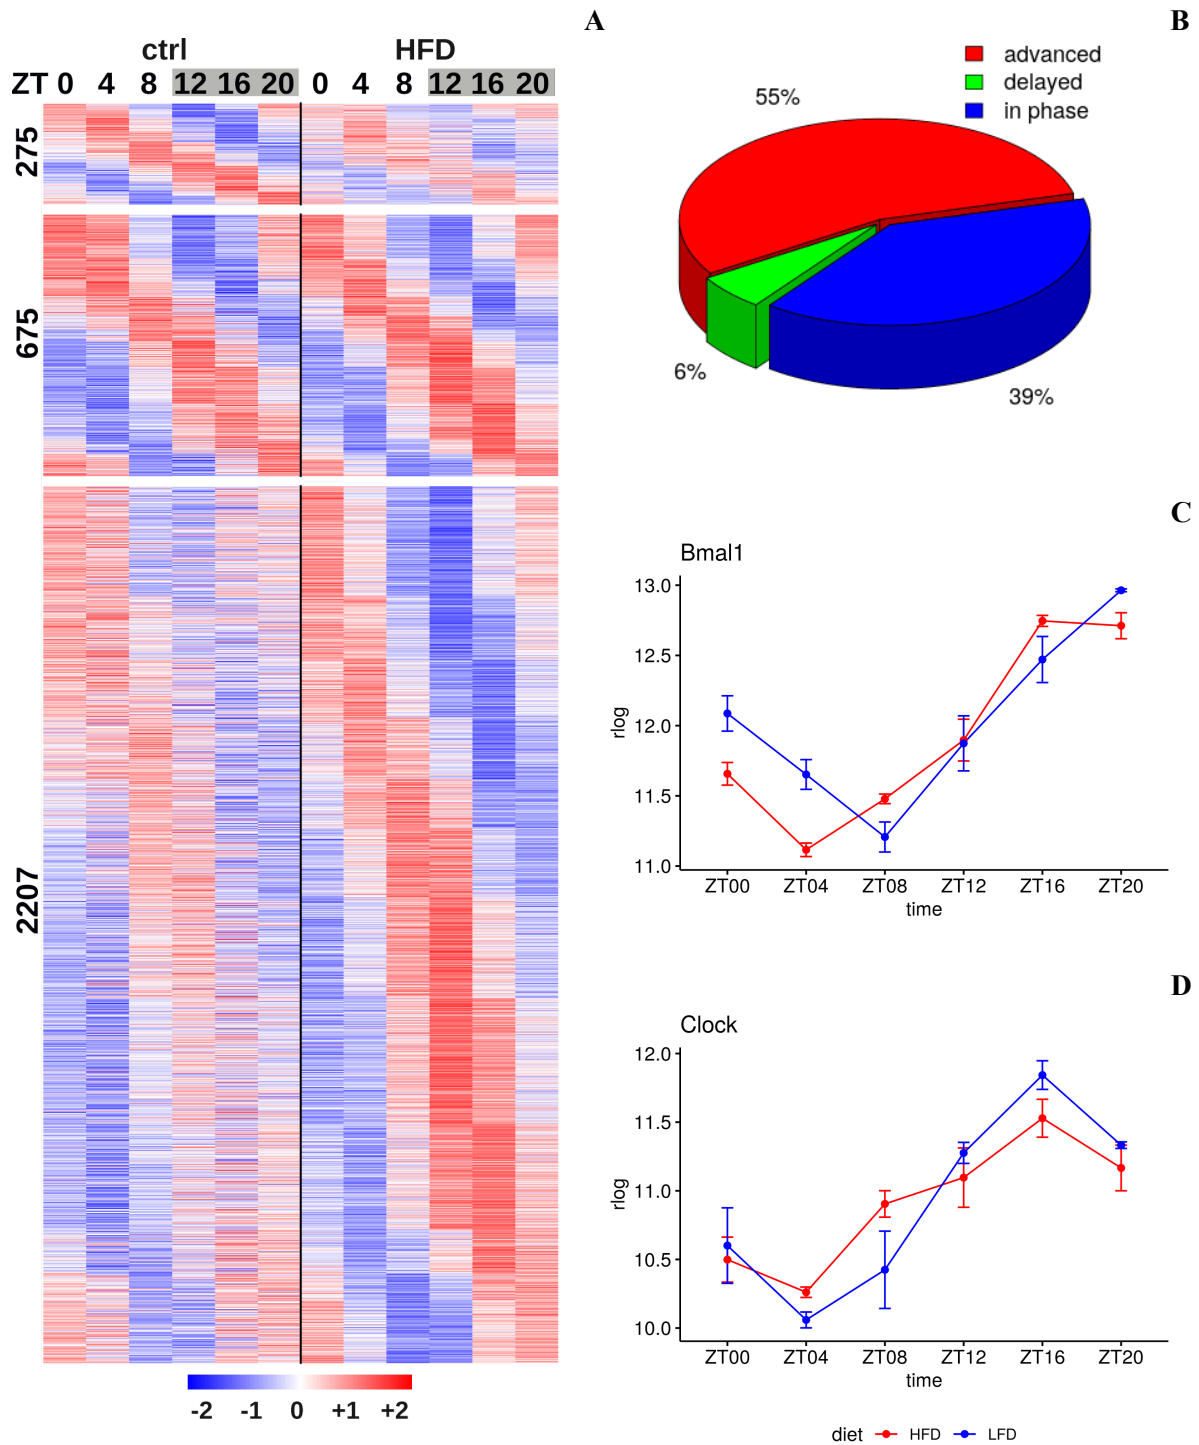 A
ctrl HFD
ZT 0 4 8 12 16 20 0 4 8 12 16 20
275
675
2207
-2 -1 0 +1 +2
B
advanced
delayed
in phase
55%
6%
39%
C
Bmal1
13.0
12.5
12.0
11.5
11.0
rlog
ZT00 ZT04 ZT08 ZT12 ZT16 ZT20
time
D
Clock
12.0
11.5
11.0
10.5
10.0
rlog
ZT00 ZT04 ZT08 ZT12 ZT16 ZT20
time
diet HFD LFD